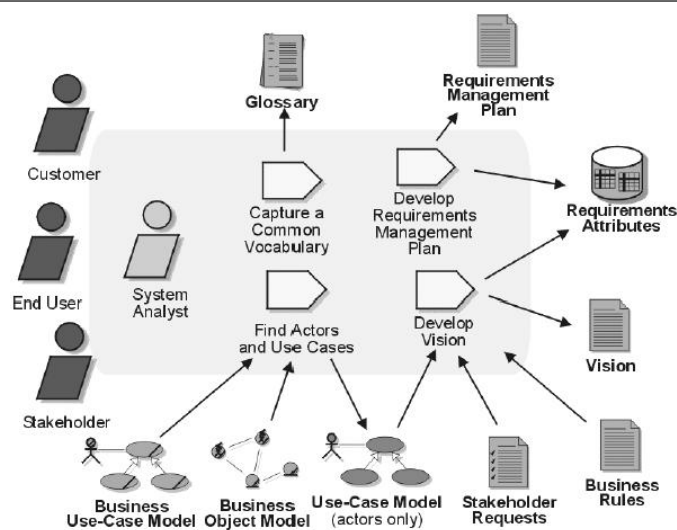 Glossary
Requirements
Management
Plan
Customer
Capture a
Common
Vocabulary
Develop
Requirements
Management
Plan
Requirements
Attributes
End User
System
Analyst
Find Actors
and Use Cases
Develop
Vision
Vision
Stakeholder
Business
Use-Case Model
Business
Object Model
Use-Case Model
(actors only)
Stakeholder
Requests
Business
Rules